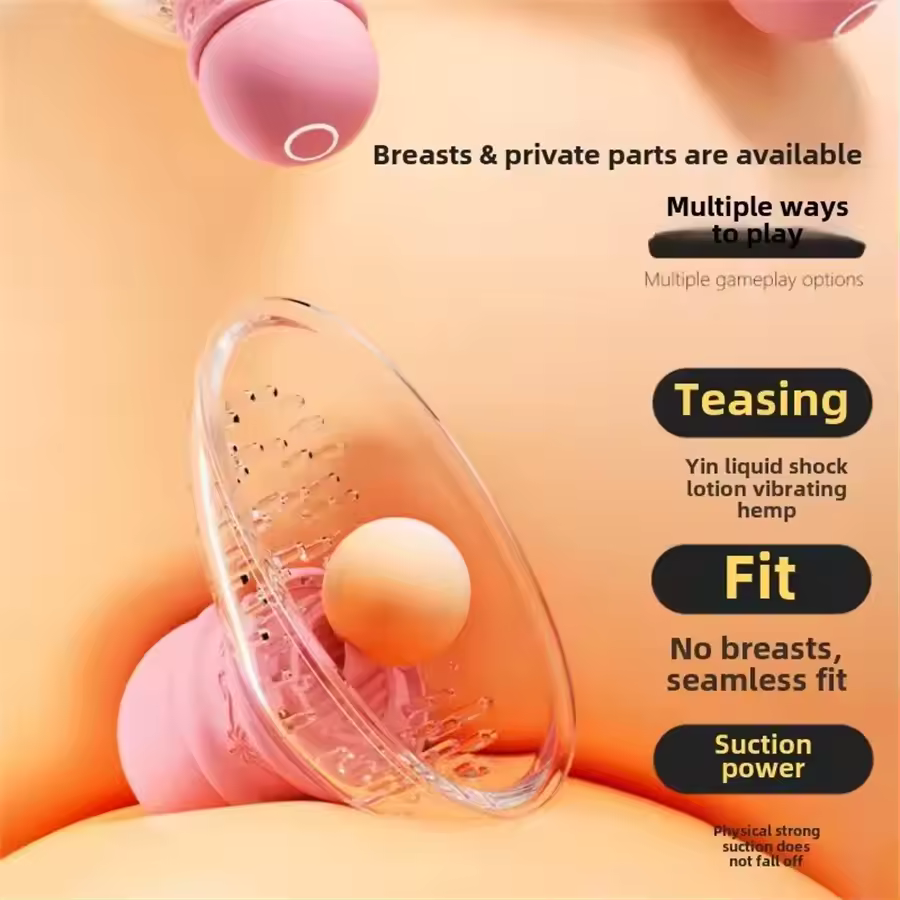 Breasts & private parts are available
Multiple ways
to play
Multiple gameplay options
Teasing
Yin liquid shock
lotion vibrating
hemp
Fit
No breasts,
seamless fit
Suction
power
Physical strong
suction does
not fall off